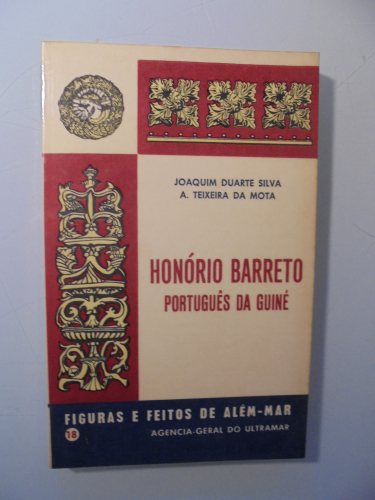 JOAQUIM DUARTE SILVA
A. TEIXEIRA DA MOTA
HONÓRIO BARRETO
PORTUGUÊS DA GUINÉ
FIGURAS E FEITOS DE ALÉM-MAR
18
AGENCIA-GERAL DO ULTRAMAR